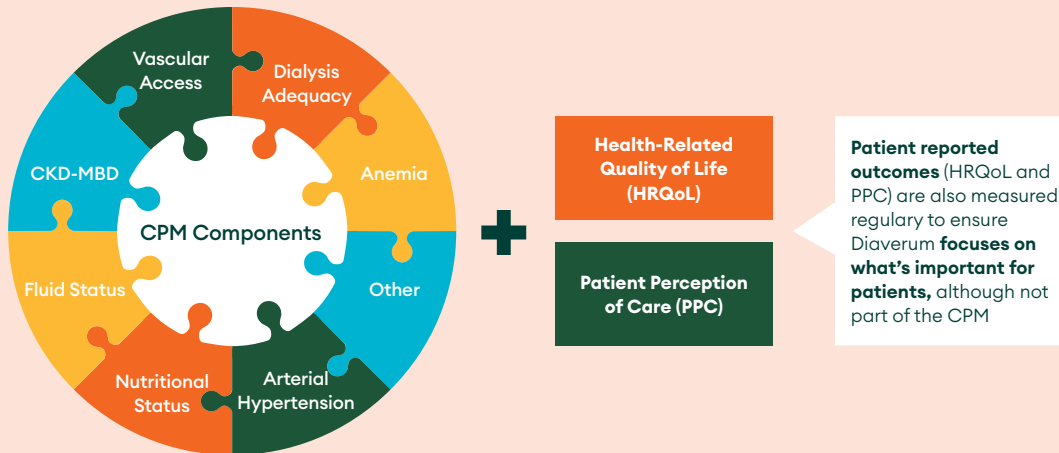 Vascular
Access
Dialysis
Adequacy
CKD-MBD
Anemia
CPM Components
Fluid Status
Other
Nutritional
Status
Arterial
Hypertension
Health-Related
Quality of Life
(HRQoL)
Patient Perception
of Care (PPC)
Patient reported
outcomes (HRQoL and
PPC) are also measured
regulary to ensure
Diaverum focuses on
what's important for
patients, although not
part of the CPM